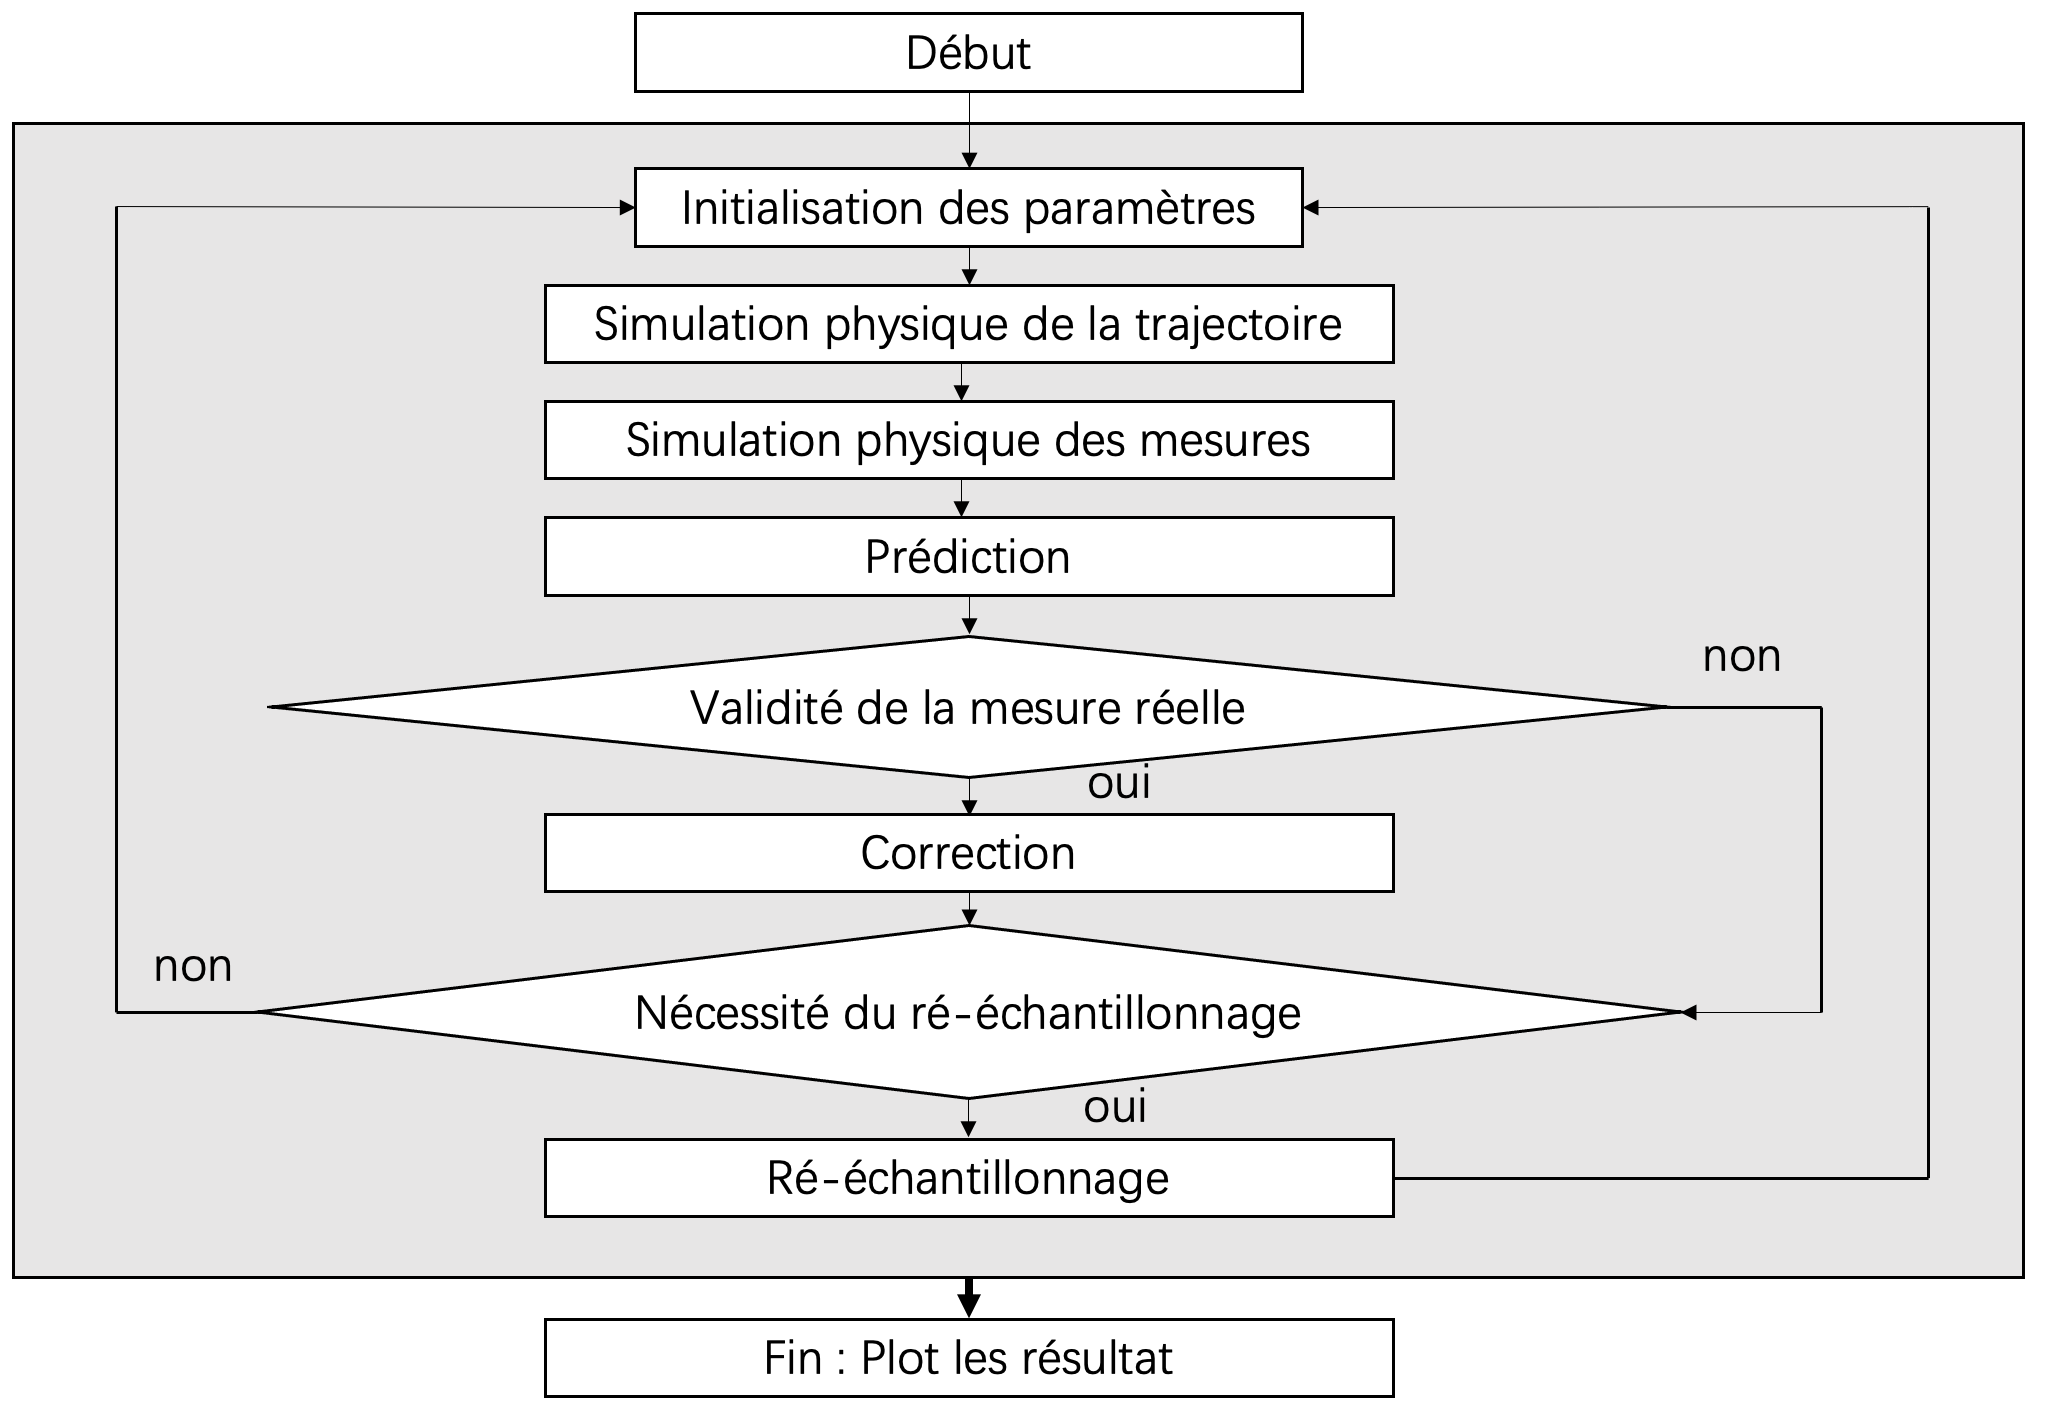 Début
Initialisation des paramètres
Simulation physique de la trajectoire
Simulation physique des mesures
Prédiction
non
Validité de la mesure réelle
oui
Correction
non
Nécessité du ré-échantillonnage
oui
Ré-échantillonnage
Fin : Plot les résultat